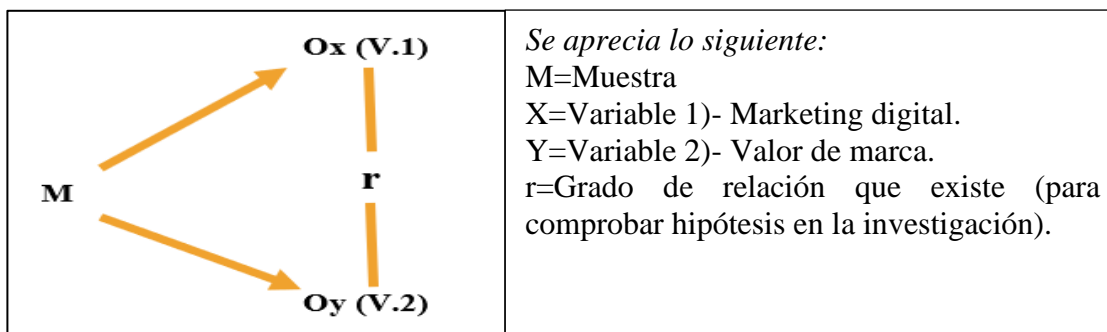 Ox (V.1)
M
r
Oy (V.2)
Se aprecia lo siguiente:
M=Muestra
X=Variable 1)- Marketing digital.
Y=Variable 2)- Valor de marca.
r=Grado de relación que existe (para
comprobar hipótesis en la investigación).